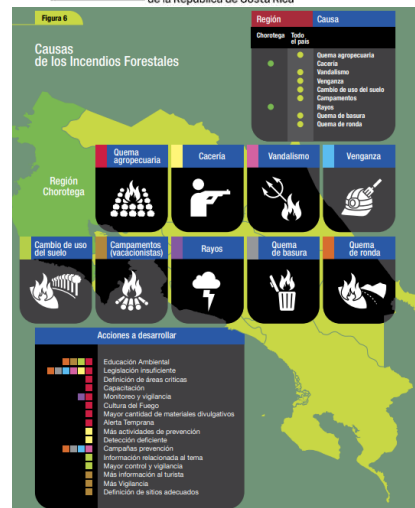 de la República de Costa Rica
Figura 6
Causas
de los Incendios Forestales
Región
Causa
Chorotega
Todo
el país
Quema agropecuaria
Cacería
Vandalismo
Venganza
Cambio de uso del suelo
Campamentos
Rayos
Quema de basura
Quema de ronda
Región
Chorotega
Quema
agropecuaria
Cacería
Vandalismo
Venganza
Cambio de uso
del suelo
Campamentos
(vacacionistas)
Rayos
Quema
de basura
Quema
de ronda
Acciones a desarrollar
Educación Ambiental
Legislación insuficiente
Definición de áreas críticas
Capacitación
Monitoreo y vigilancia
Cultura del Fuego
Mayor cantidad de materiales divulgativos
Alerta Temprana
Más actividades de prevención
Detección deficiente
Campañas prevención
Información relacionada al tema
Mayor control y vigilancia
Más información al turista
Más Vigilancia
Definición de sitios adecuados